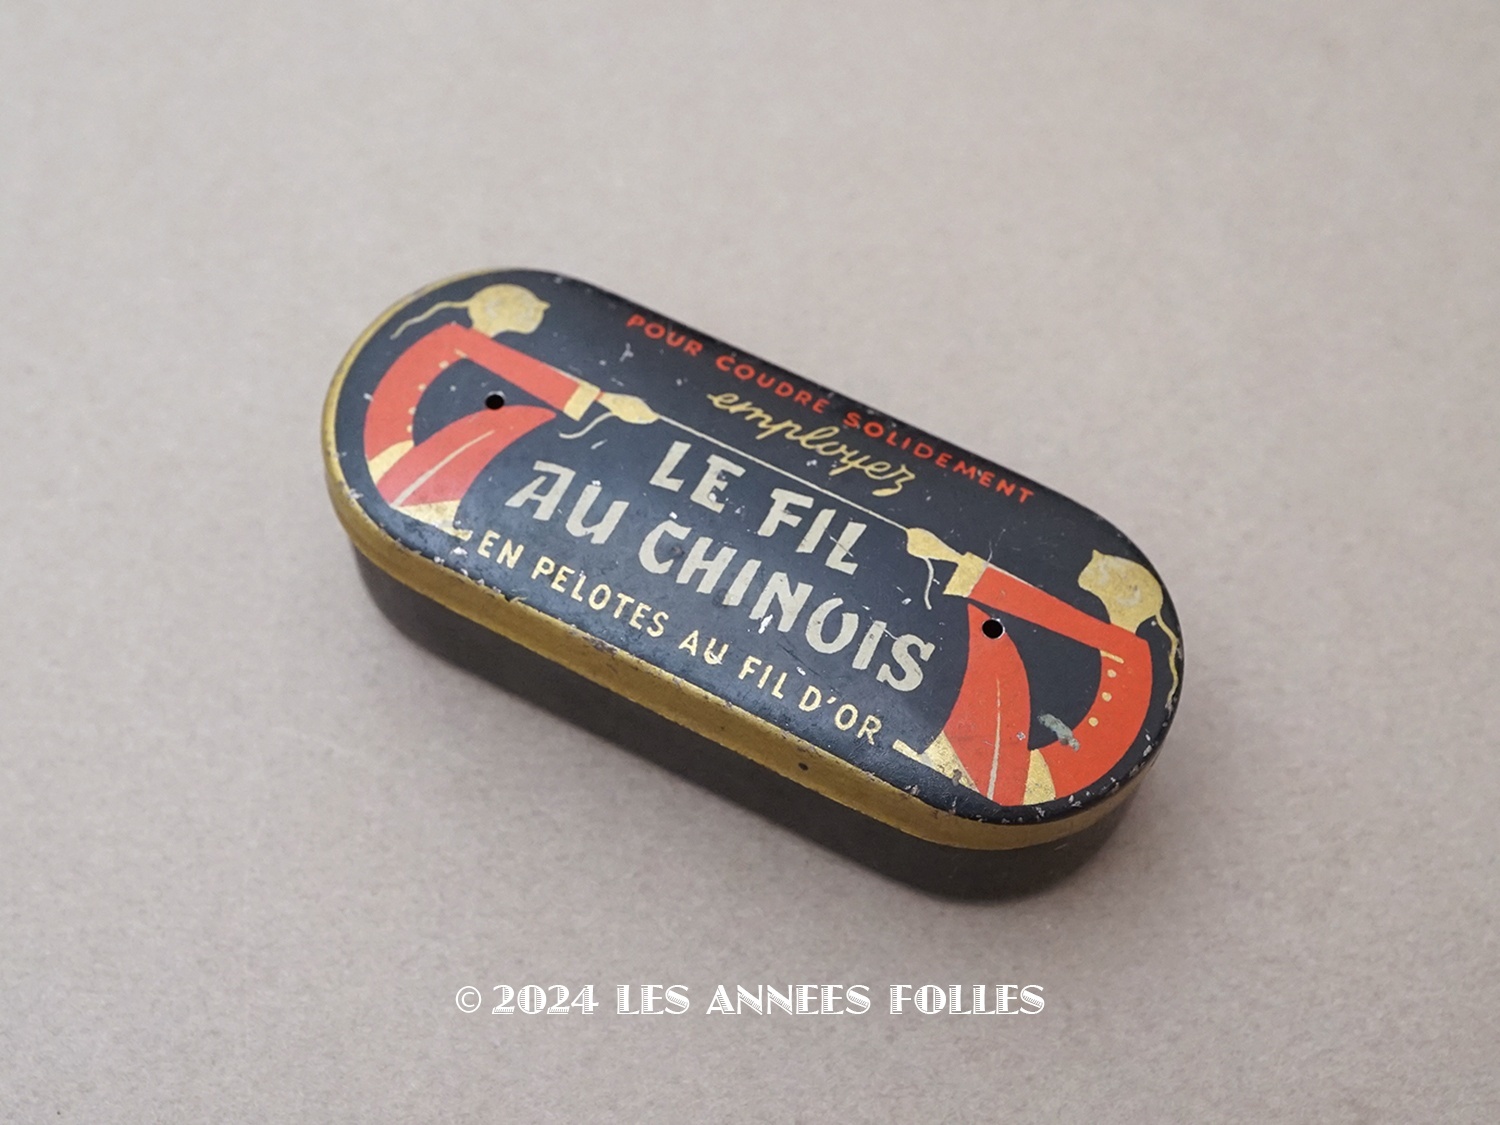 POUR COUDRE SOLIDEMENT
employez
LE FIL
AU CHINOIS
EN PELOTES AU FIL D'OR
© 2024 LES ANNEES FOLLES